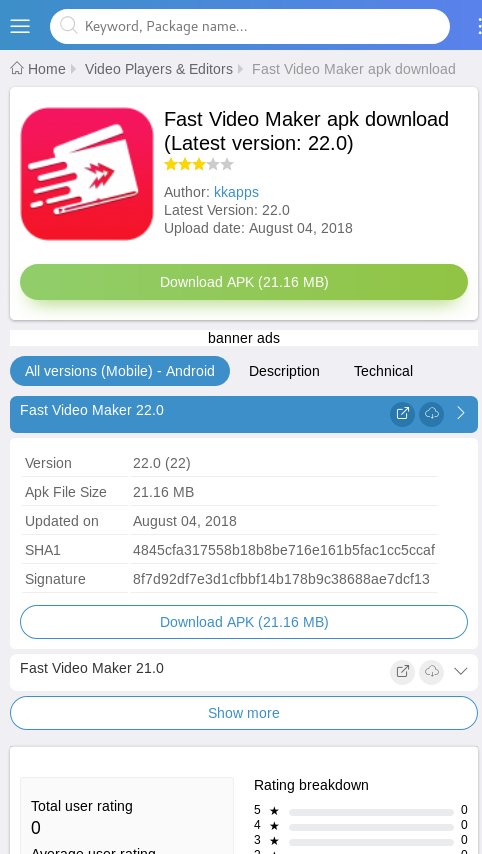 Keyword, Package name...
Home Video Players & Editors Fast Video Maker apk download
Fast Video Maker apk download
(Latest version: 22.0)
Author: kkapps
Latest Version: 22.0
Upload date: August 04, 2018
Download APK (21.16 MB)
banner ads
All versions (Mobile) - Android Description Technical
Fast Video Maker 22.0
Version 22.0 (22)
Apk File Size 21.16 MB
Updated on August 04, 2018
SHA1 4845cfa317558b18b8be716e161b5fac1cc5ccaf
Signature 8f7d92df7e3d1cfbbf14b178b9c38688ae7dcf13
Download APK (21.16 MB)
Fast Video Maker 21.0
Show more
Total user rating
0
Average user rating
Rating breakdown
5 ★ 0
4 ★ 0
3 ★ 0